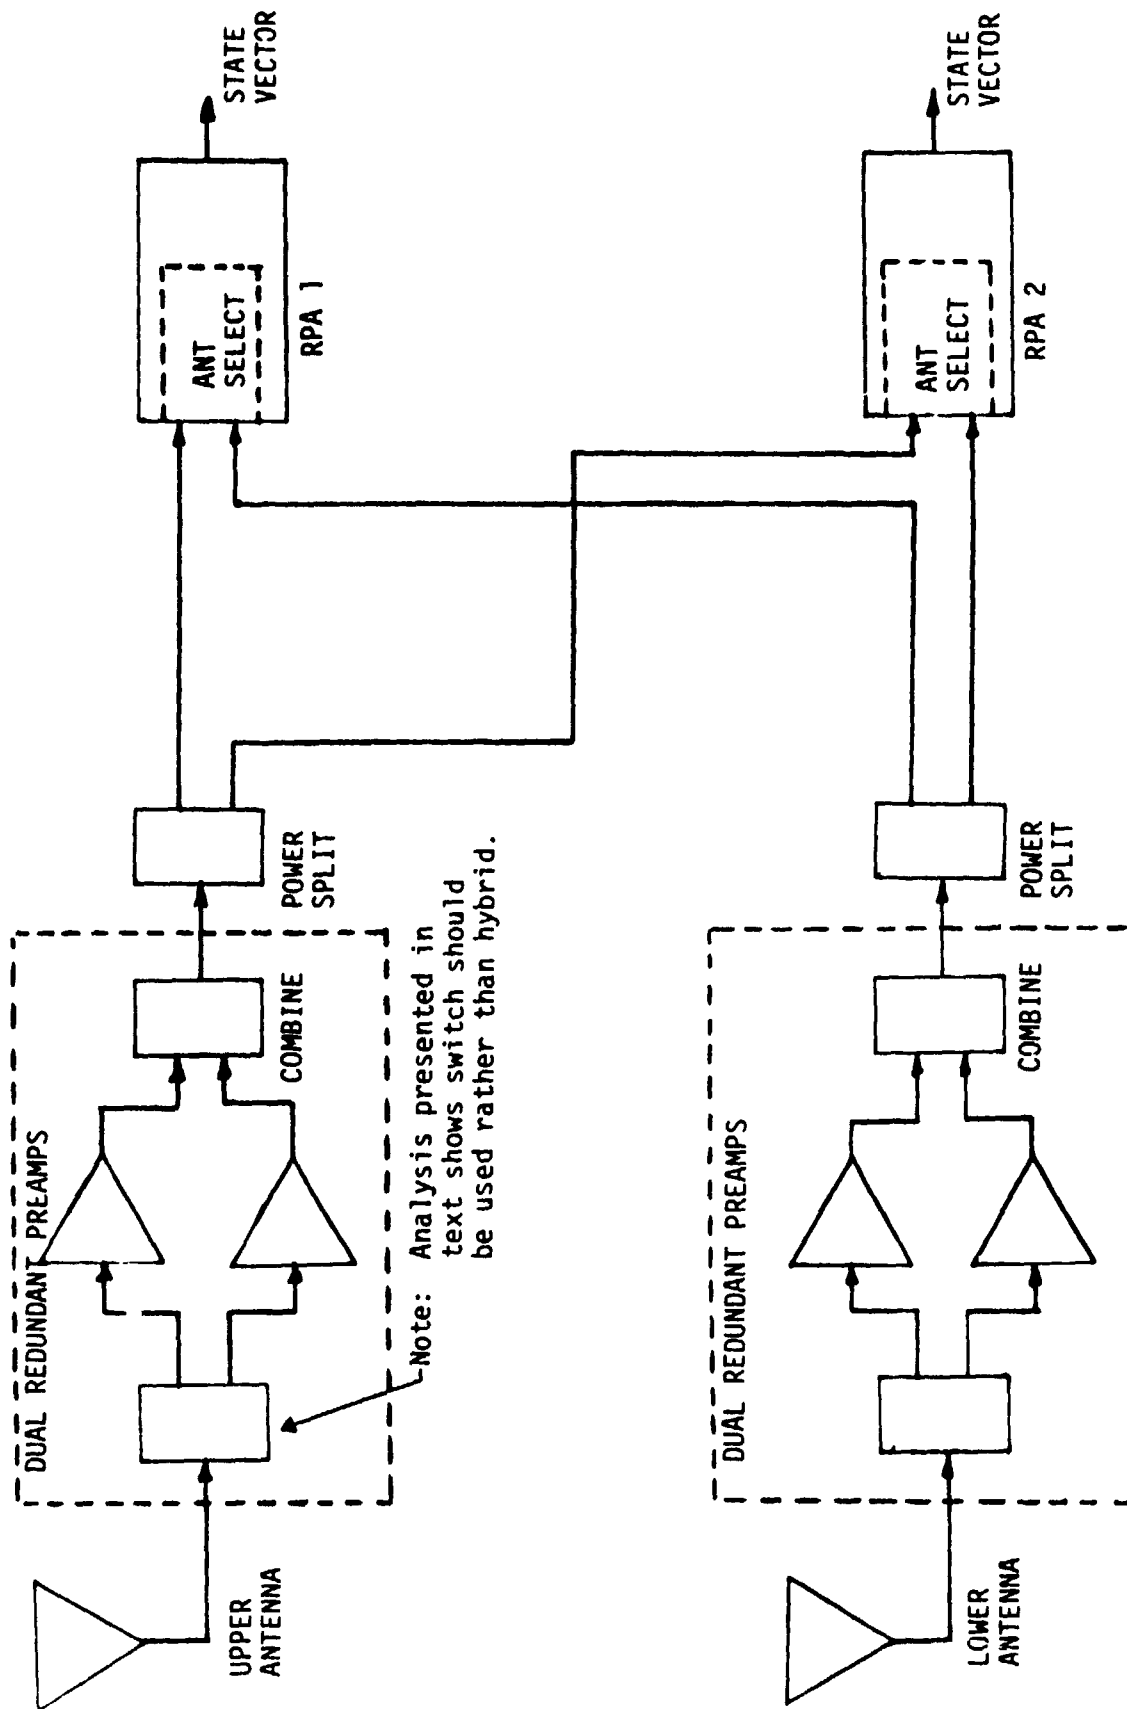 DUAL REDUNDANT PREAMPS
UPPER
ANTENNA
COMBINE
POWER
SPLIT
ANT
SELECT
RPA 1
STATE
VECTOR
Note: Analysis presented in
text shows switch should
be used rather than hybrid.
DUAL REDUNDANT PREAMPS
LOWER
ANTENNA
COMBINE
POWER
SPLIT
ANT
SELECT
RPA 2
STATE
VECTOR